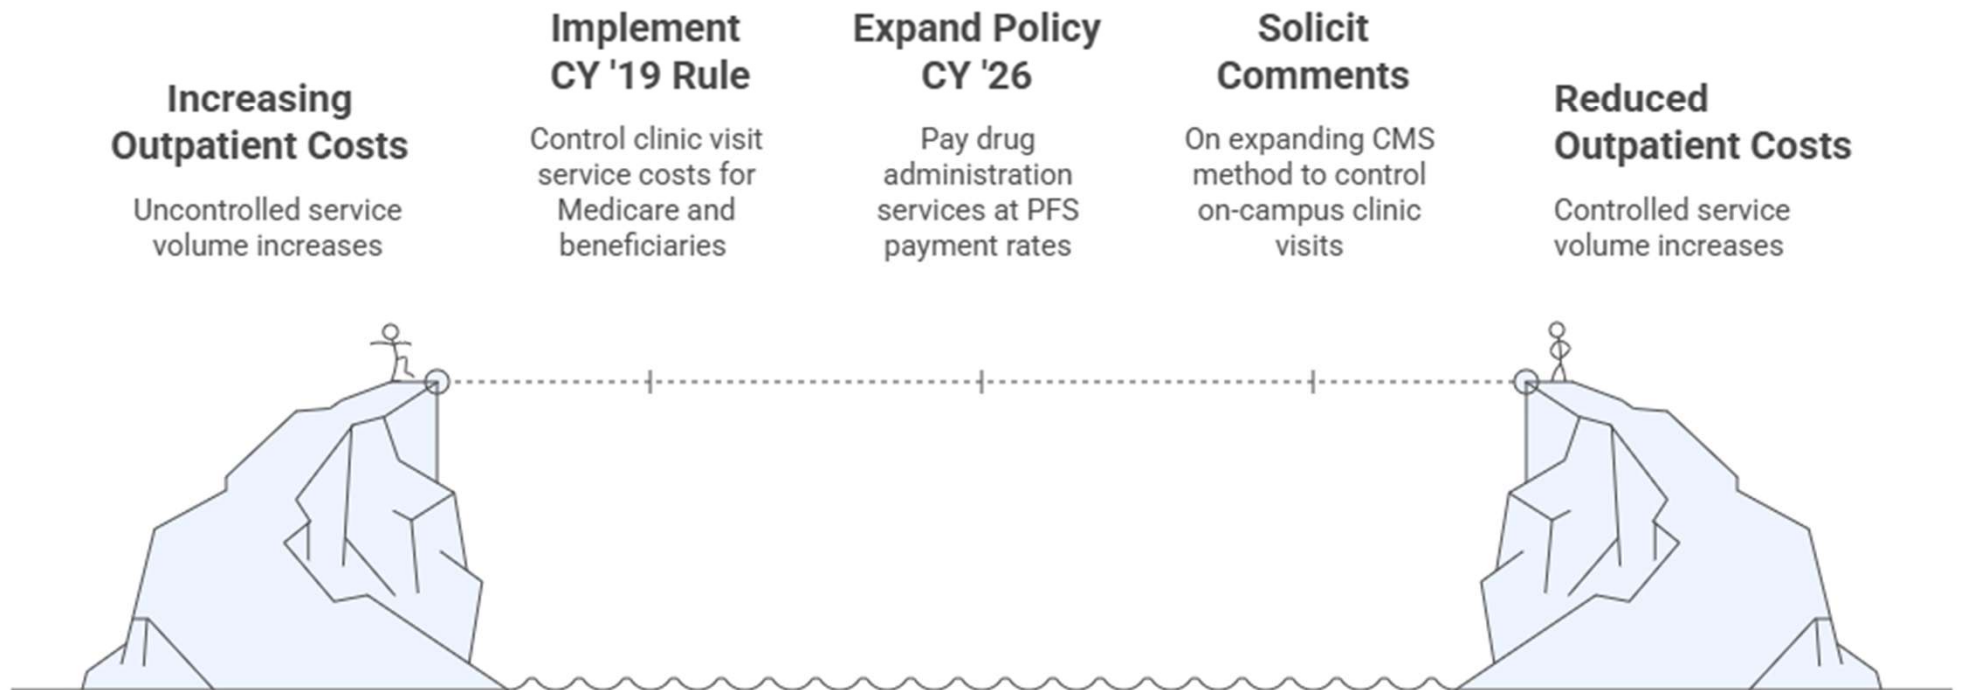 Increasing
Outpatient Costs
Uncontrolled service
volume increases
Implement
CY '19 Rule
Control clinic visit
service costs for
Medicare and
beneficiaries
Expand Policy
CY '26
Pay drug
administration
services at PFS
payment rates
Solicit
Comments
On expanding CMS
method to control
on-campus clinic
visits
Reduced
Outpatient Costs
Controlled service
volume increases